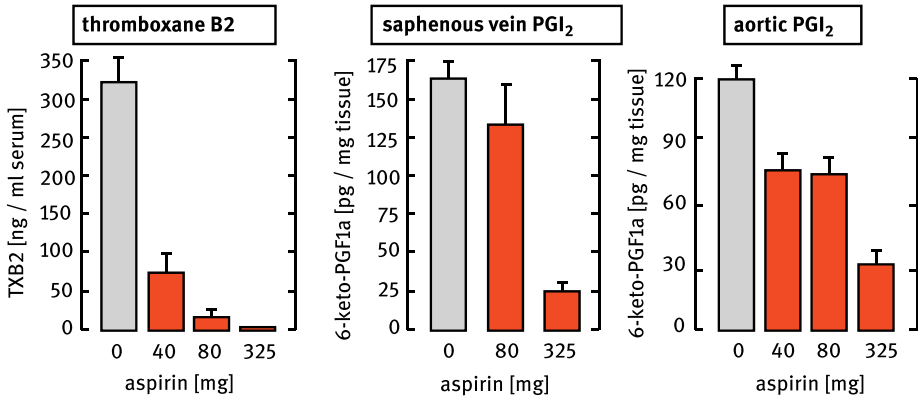 thromboxane B2
TXB2 [ng / ml serum]
350
300
250
200
150
100
50
0
0 40 80 325
aspirin [mg]
saphenous vein PGI₂
6-keto-PGF1a [pg / mg tissue]
175
150
125
100
75
50
25
0
0 80 325
aspirin [mg]
aortic PGI₂
6-keto-PGF1a [pg / mg tissue]
120
90
60
30
0
0 40 80 325
aspirin [mg]